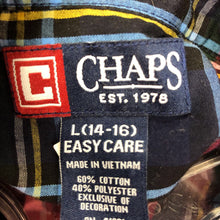 C CHAPS
EST. 1978
L(14-16)
EASY CARE
MADE IN VIETNAM
60% COTTON
40% POLYESTER
EXCLUSIVE OF
DECORATION